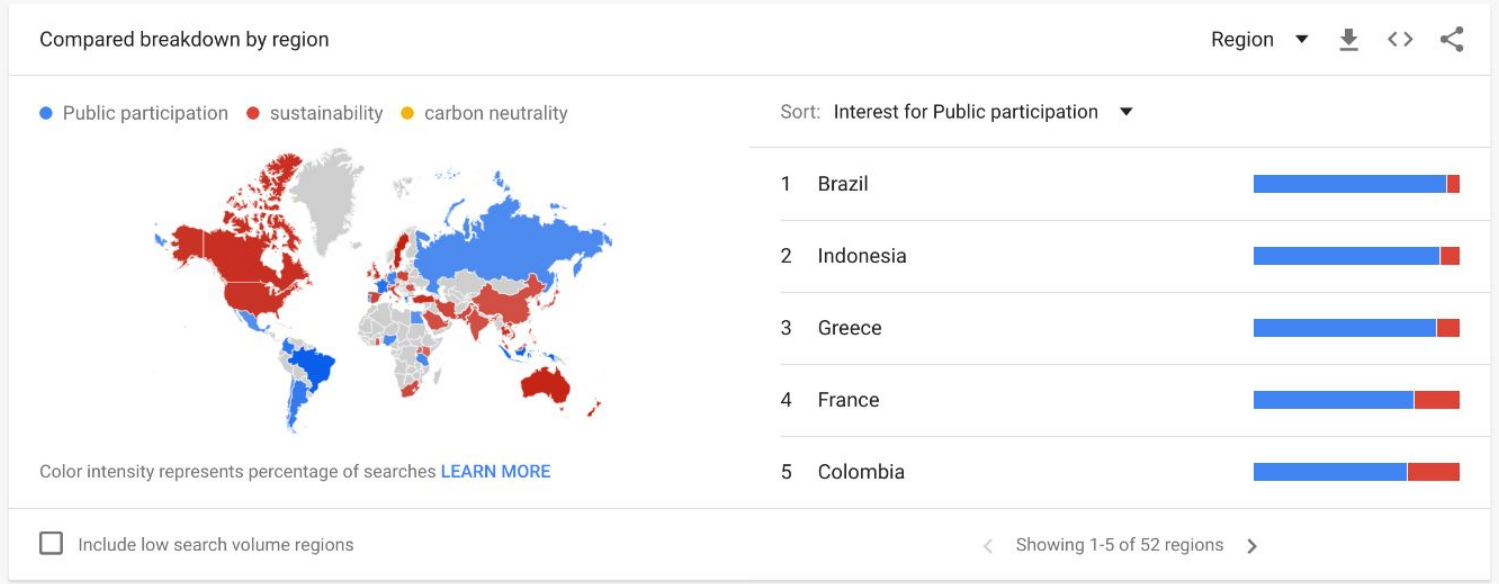 Compared breakdown by region
Region
Public participation sustainability carbon neutrality
Sort: Interest for Public participation
1 Brazil
2 Indonesia
3 Greece
4 France
5 Colombia
Color intensity represents percentage of searches LEARN MORE
Include low search volume regions
Showing 1-5 of 52 regions